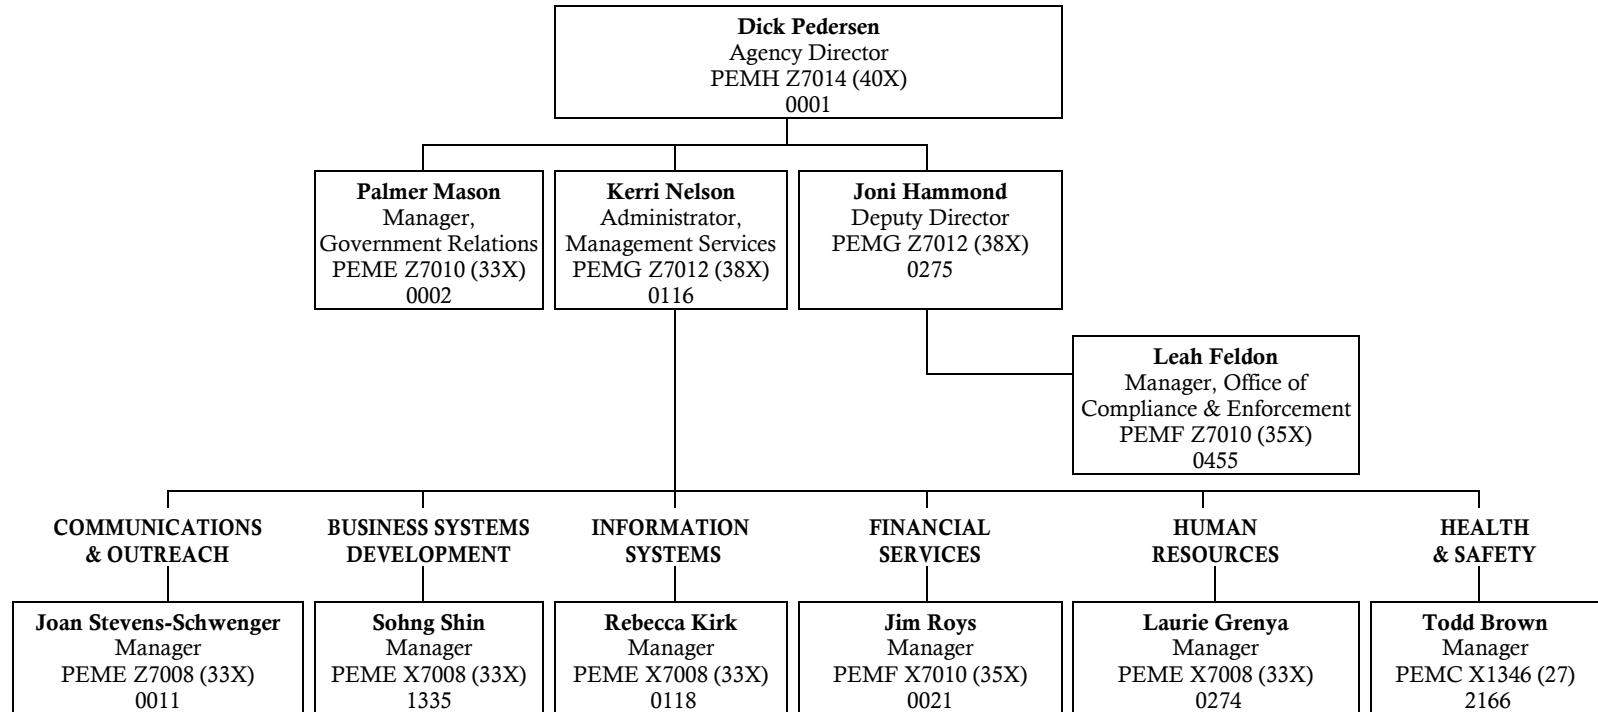 Dick Pedersen
Agency Director
PEMH Z7014 (40X)
0001
Palmer Mason
Manager,
Government Relations
PEME Z7010 (33X)
0002
Kerri Nelson
Administrator,
Management Services
PEMG Z7012 (38X)
0116
Joni Hammond
Deputy Director
PEMG Z7012 (38X)
0275
Leah Feldon
Manager, Office of
Compliance & Enforcement
PEMF Z7010 (35X)
0455
COMMUNICATIONS
& OUTREACH
BUSINESS SYSTEMS
DEVELOPMENT
INFORMATION
SYSTEMS
FINANCIAL
SERVICES
HUMAN
RESOURCES
HEALTH
& SAFETY
Joan Stevens-Schwenger
Manager
PEME Z7008 (33X)
0011
Sohng Shin
Manager
PEME X7008 (33X)
1335
Rebecca Kirk
Manager
PEME X7008 (33X)
0118
Jim Roys
Manager
PEMF X7010 (35X)
0021
Laurie Grenya
Manager
PEME X7008 (33X)
0274
Todd Brown
Manager
PEMC X1346 (27)
2166